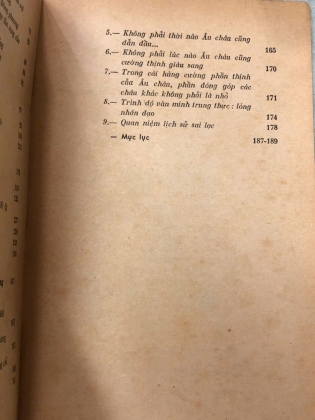 5.— Không phải thời nào Âu châu cũng
dẫn đầu... 165
6.— Không phải lúc nào Âu châu cũng
cường thịnh giàu sang 170
7.— Trong cái hùng cường phần thịnh
của Âu châu, phần đóng góp các
châu khác không phải là nhỏ 171
8.— Trình độ văn minh trung thực : lòng
nhân đạo 174
9.— Quan niệm lịch sử sai lạc 178
— Mục lục 187-189